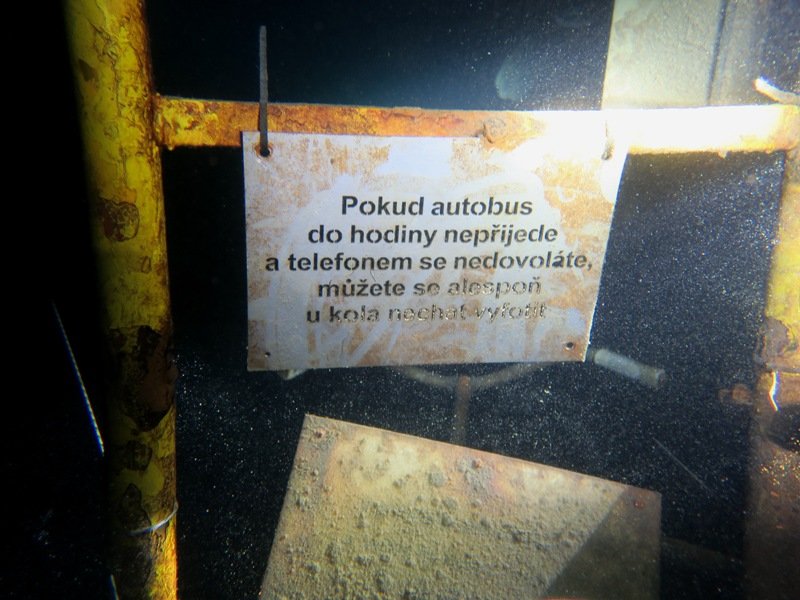 Pokud autobus
do hodiny nepřijede
a telefonem se nedovoláte,
můžete se alespoň
u kola nechat vyfotit